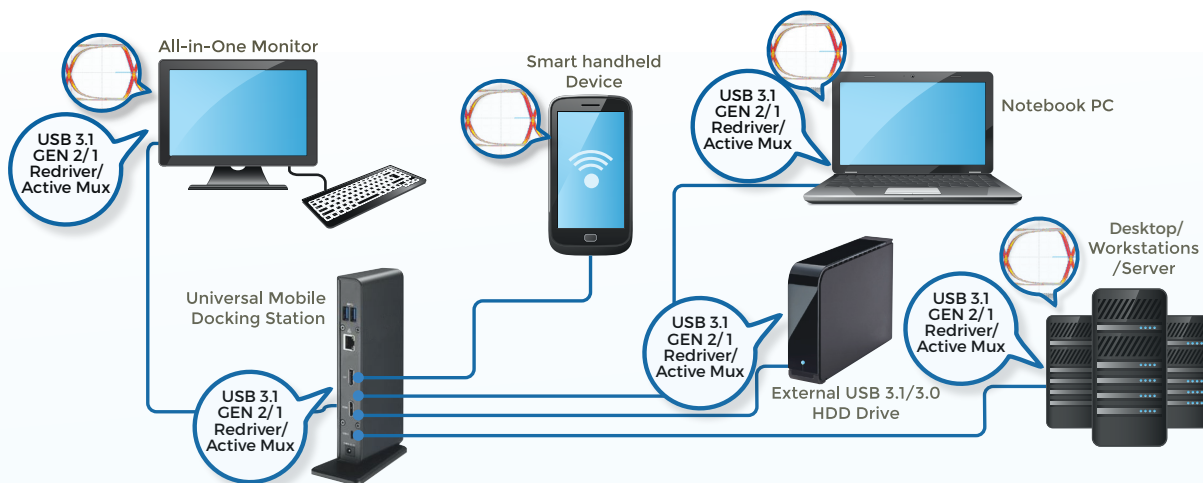 All-in-One Monitor
USB 3.1
GEN 2/1
Redriver/
Active Mux
Smart handheld
Device
USB 3.1
GEN 2/1
Redriver/
Active Mux
Notebook PC
Universal Mobile
Docking Station
USB 3.1
GEN 2/1
Redriver/
Active Mux
USB 3.1
GEN 2/1
Redriver/
Active Mux
External USB 3.1/3.0
HDD Drive
Desktop/
Workstations
/Server
USB 3.1
GEN 2/1
Redriver/
Active Mux